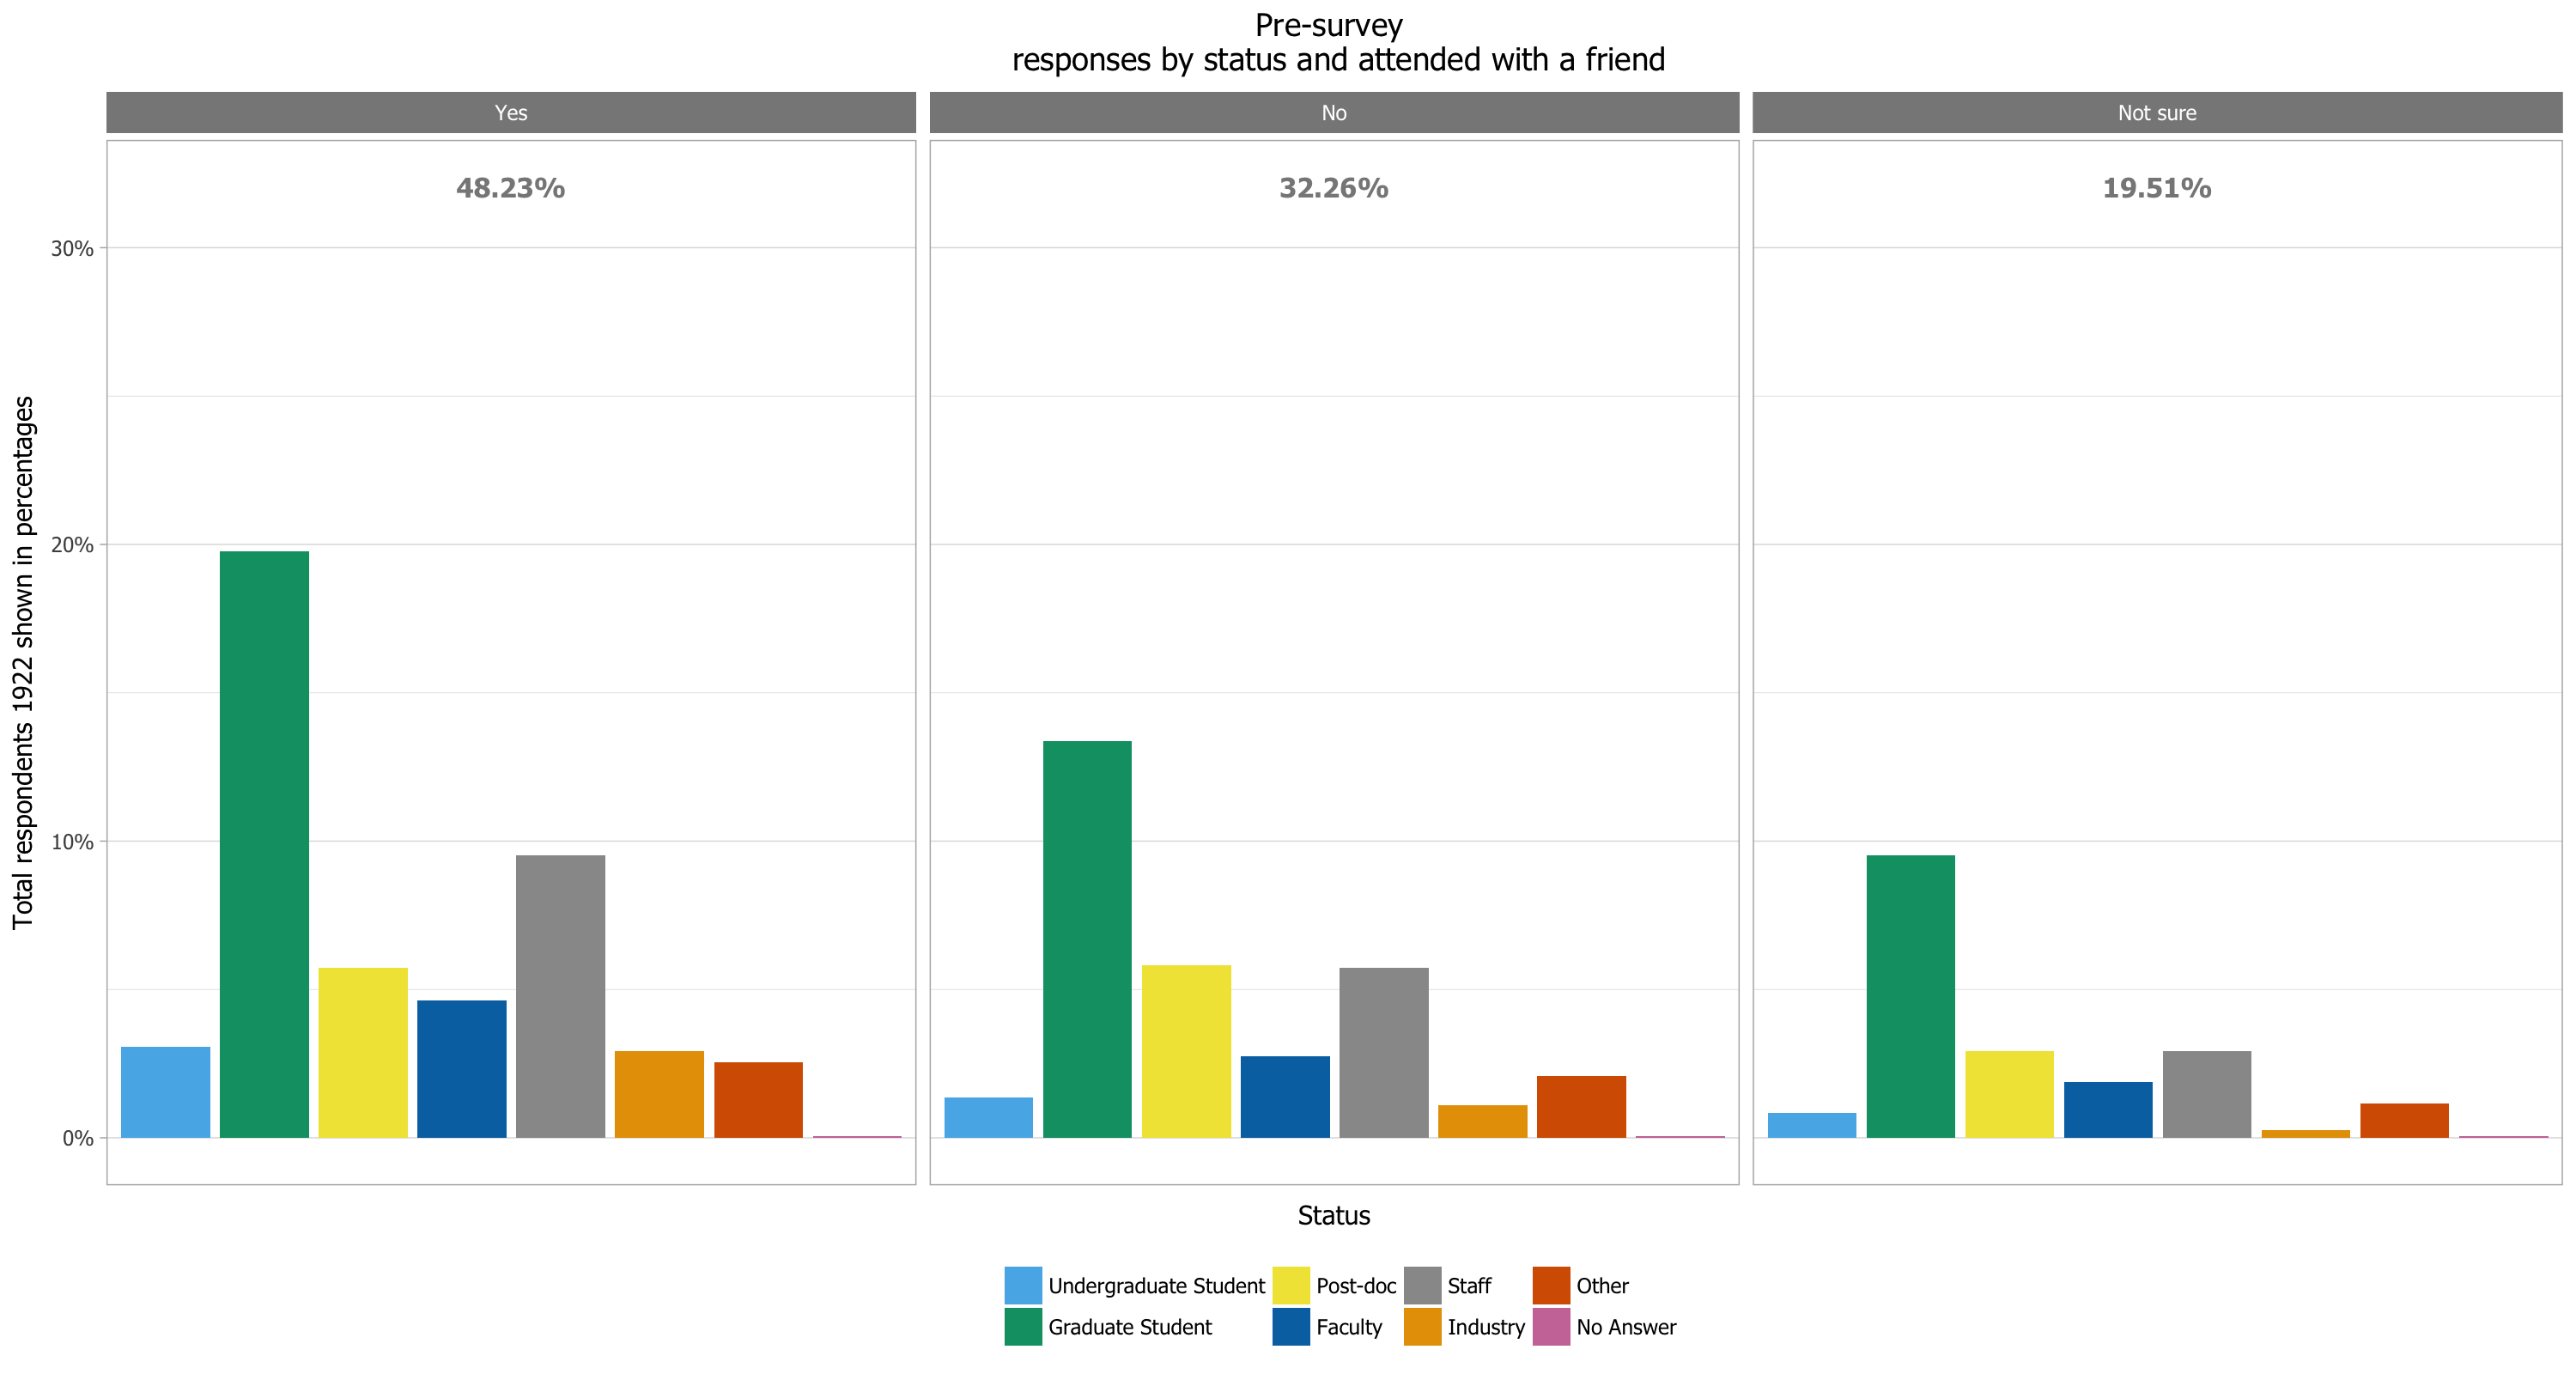 Pre-survey
responses by status and attended with a friend
Yes
No
Not sure
48.23%
32.26%
19.51%
30%
20%
10%
0%
Total respondents 1922 shown in percentages
Status
Undergraduate Student
Post-doc
Staff
Other
Graduate Student
Faculty
Industry
No Answer